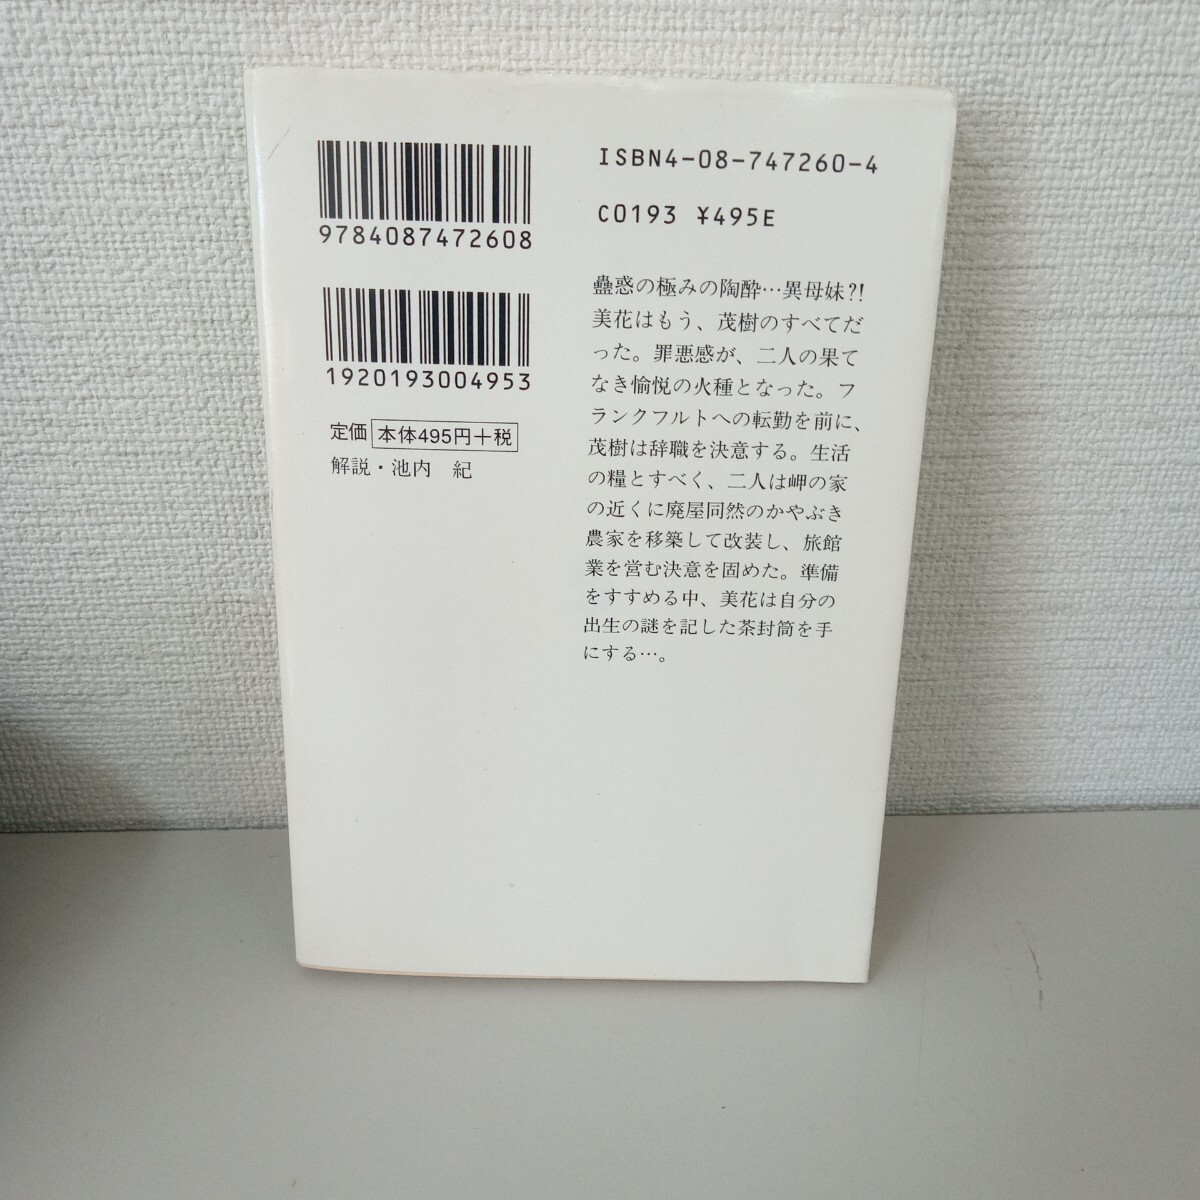 9784087472608
1920193004953
定価 本体495円+税
解説・池内 紀
ISBN4-08-747260-4
C0193 ¥495E
蠱惑の極みの陶酔…異母妹?!
美花はもう、茂樹のすべてだ
った。罪悪感が、二人の果て
なき愉悦の火種となった。フ
ランクフルトへの転勤を前に、
茂樹は辞職を決意する。生活
の糧とすべく、二人は岬の家
の近くに廃屋同然のかやぶき
農家を移築して改装し、旅館
業を営む決意を固めた。準備
をすすめる中、美花は自分の
出生の謎を記した茶封筒を手
にする…。